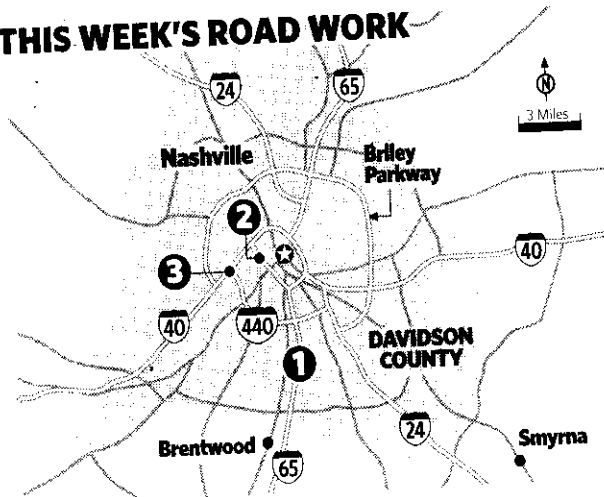 THIS WEEK'S ROAD WORK
24
65
N
3 Miles
Nashville
Briley
Parkway
2
3
40
40
440
1
DAVIDSON
COUNTY
24
Brentwood
65
Smyrna